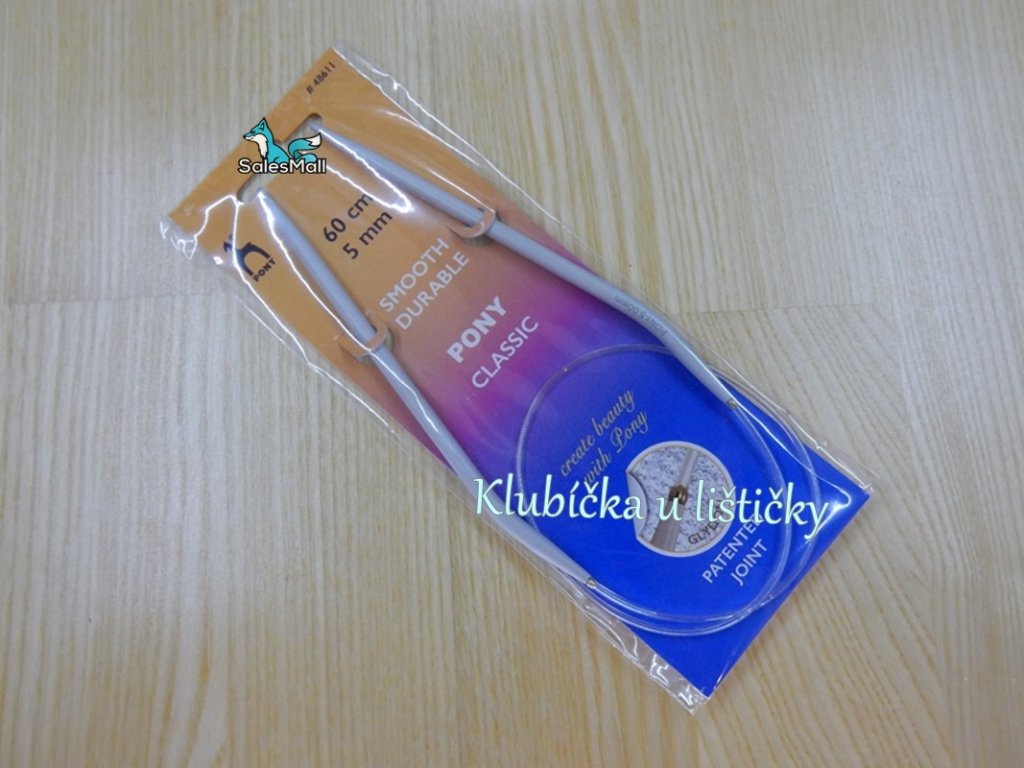 # 48611
SalesMall
PONY
60 cm
5 mm
SMOOTH
DURABLE
PONY
CLASSIC
create beauty
with Pony
Klubíčka u lištičky
PATENTED
JOINT